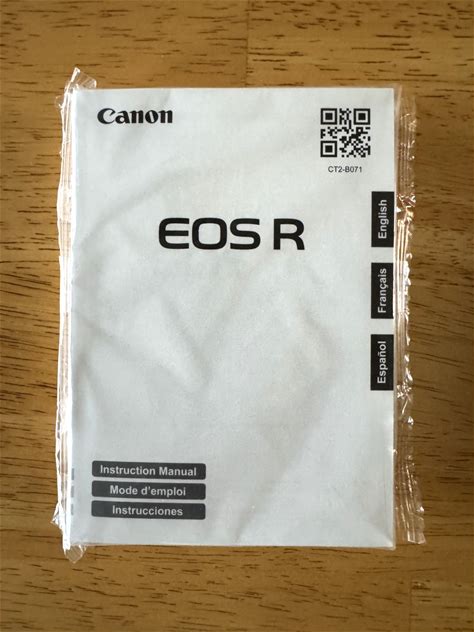 Canon
CT2-B071
EOS R
English
Français
Español
Instruction Manual
Mode d'emploi
Instrucciones